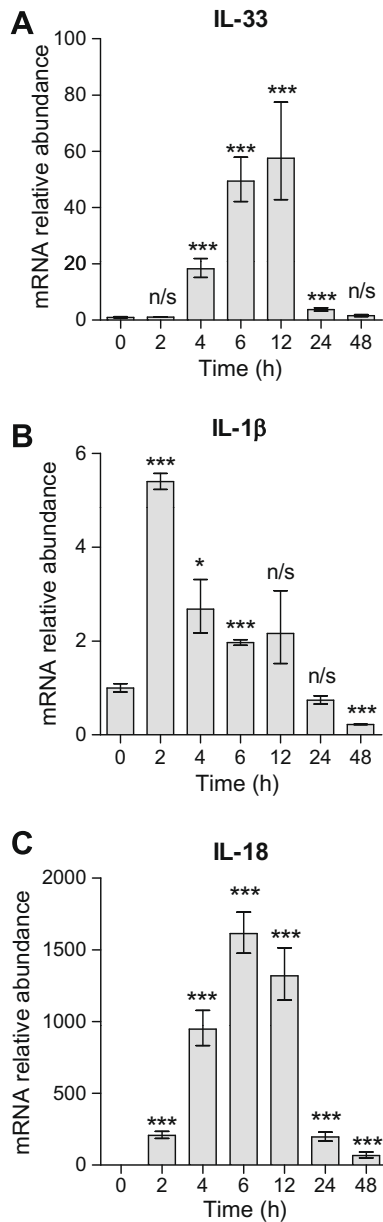 A
IL-33
mRNA relative abundance
100
80
60
40
20
0
n/s
***
***
***
***
n/s
0 2 4 6 12 24 48
Time (h)
B
IL-1β
mRNA relative abundance
6
4
2
0
***
*
***
n/s
n/s
***
0 2 4 6 12 24 48
Time (h)
C
IL-18
mRNA relative abundance
2000
1500
1000
500
0
***
***
***
***
***
***
0 2 4 6 12 24 48
Time (h)